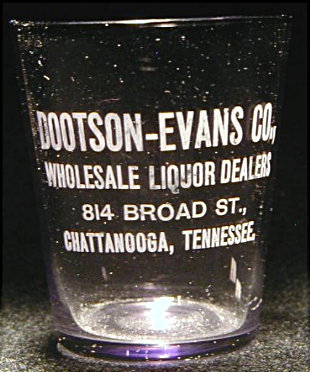 DOOTSON-EVANS CO.,
WHOLESALE LIQUOR DEALERS
814 BROAD ST.,
CHATTANOOGA, TENNESSEE.